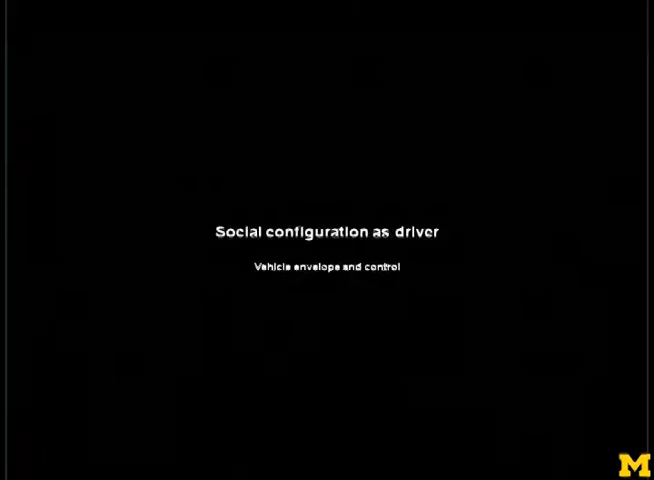 Social configuration as driver
Vehicle envelope and control
M